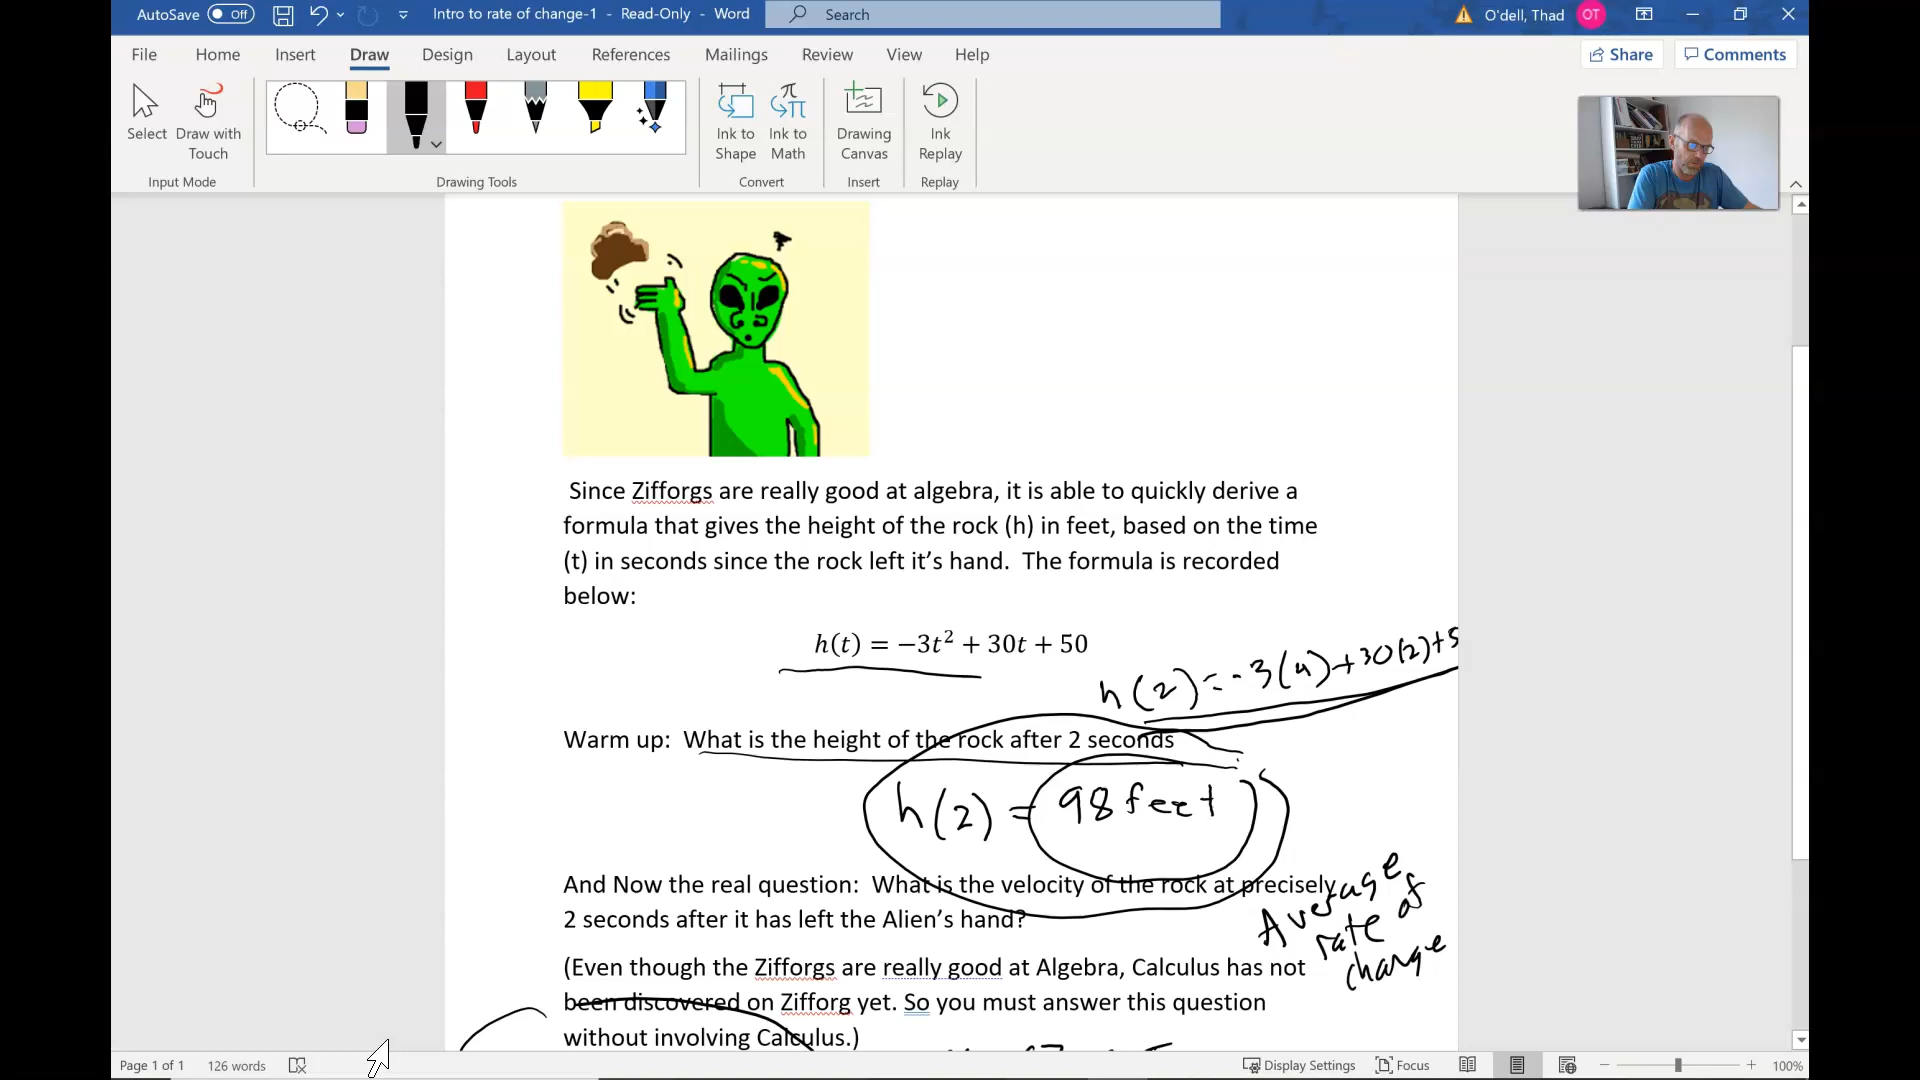 AutoSave Off Intro to rate of change-1 - Read-Only - Word Search O'dell, Thad OT
File Home Insert Draw Design Layout References Mailings Review View Help Share Comments
Select Draw with Touch Ink to Shape Ink to Math Drawing Canvas Ink Replay
Input Mode Drawing Tools Convert Insert Replay
Since Zifforgs are really good at algebra, it is able to quickly derive a
formula that gives the height of the rock (h) in feet, based on the time
(t) in seconds since the rock left it’s hand. The formula is recorded
below:
h(t) = −3t² + 30t + 50
h(2) = -3(4)+30(2)+5
Warm up: What is the height of the rock after 2 seconds
h(2) = 98 feet
And Now the real question: What is the velocity of the rock at precisely
2 seconds after it has left the Alien’s hand?
Average
rate of
change
(Even though the Zifforgs are really good at Algebra, Calculus has not
been discovered on Zifforg yet. So you must answer this question
without involving Calculus.)
Page 1 of 1 126 words Display Settings Focus 100%